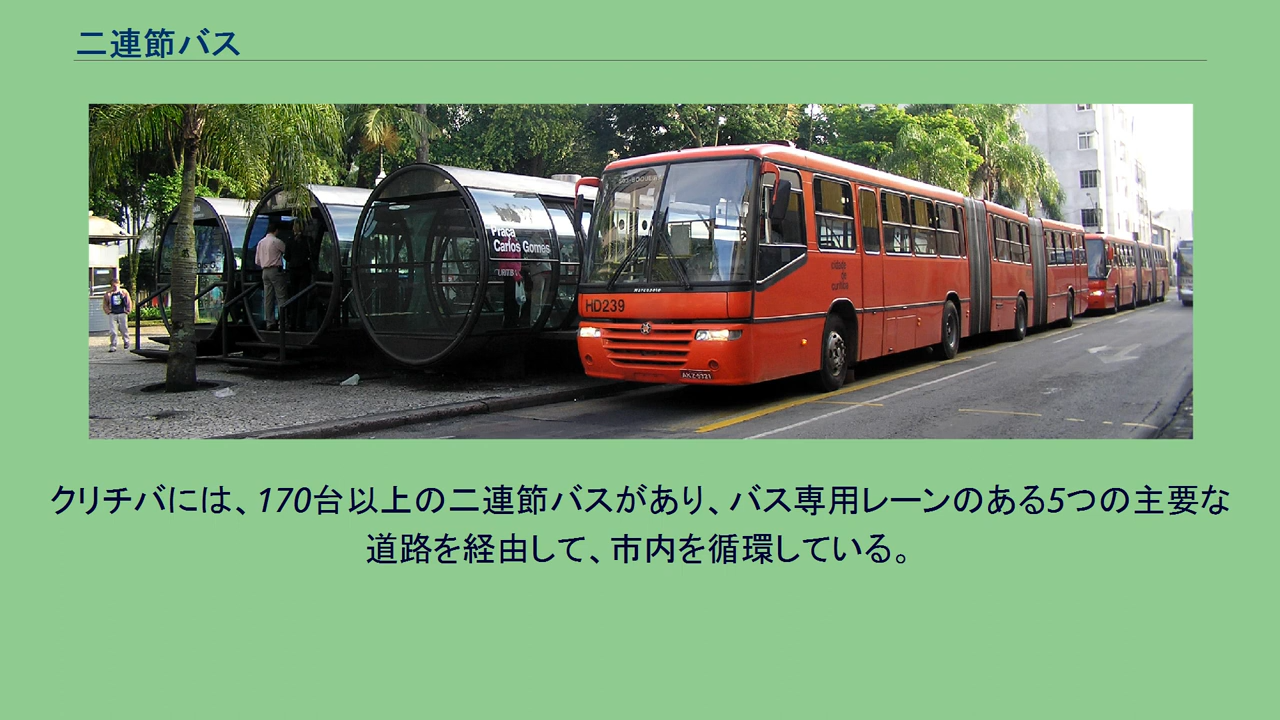 二連節バス
Praça
Carlos Gomes
HD239
cidade
de
curitiba
クリチバには、170台以上の二連節バスがあり、バス専用レーンのある5つの主要な
道路を経由して、市内を循環している。